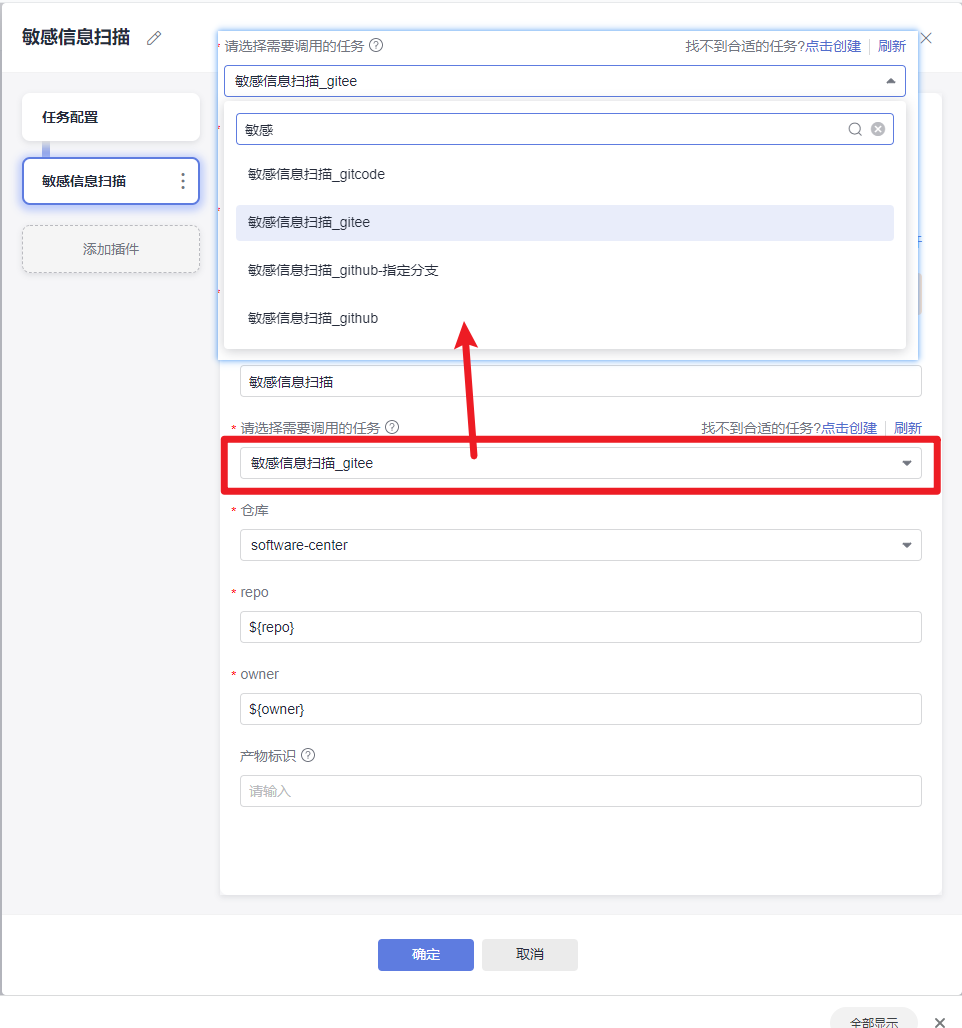 敏感信息扫描
* 请选择需要调用的任务 ? 找不到合适的任务?点击创建 刷新
敏感信息扫描_gitee
任务配置
敏感
敏感信息扫描_gitcode
敏感信息扫描
敏感信息扫描_gitee
添加插件
敏感信息扫描_github-指定分支
敏感信息扫描_github
敏感信息扫描
* 请选择需要调用的任务 ? 找不到合适的任务?点击创建 刷新
敏感信息扫描_gitee
* 仓库
software-center
* repo
${repo}
* owner
${owner}
产物标识 ?
请输入
确定 取消
全部显示